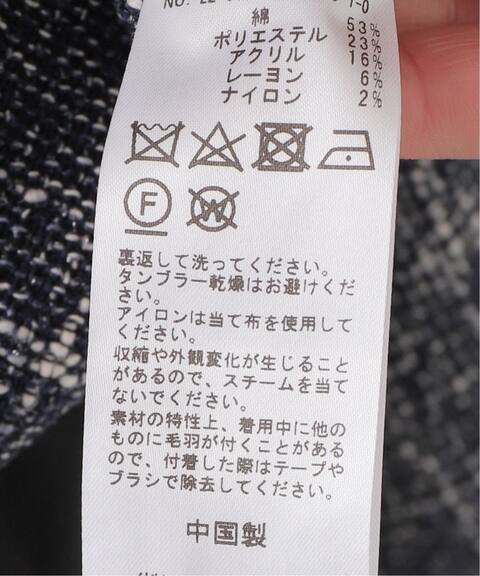 綿 53%
ポリエステル 23%
アクリル 16%
レーヨン 6%
ナイロン 2%
F W
裏返して洗ってください。
タンブラー乾燥はお避けくだ
さい。
アイロンは当て布を使用して
ください。
収縮や外観変化が生じること
があるので、スチームを当て
ないでください。
素材の特性上、着用中に他の
ものに毛羽が付くことがある
ので、付着した際はテープや
ブラシで除去してください。
中国製